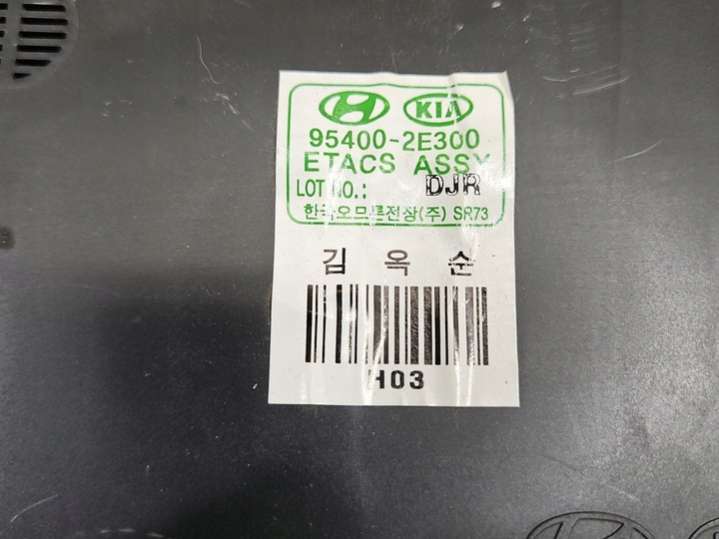 KIA
95400-2E300
ETACS ASSY
LOT NO.: DJR
한국오므론전장(주) SR73
김 옥 순
H03